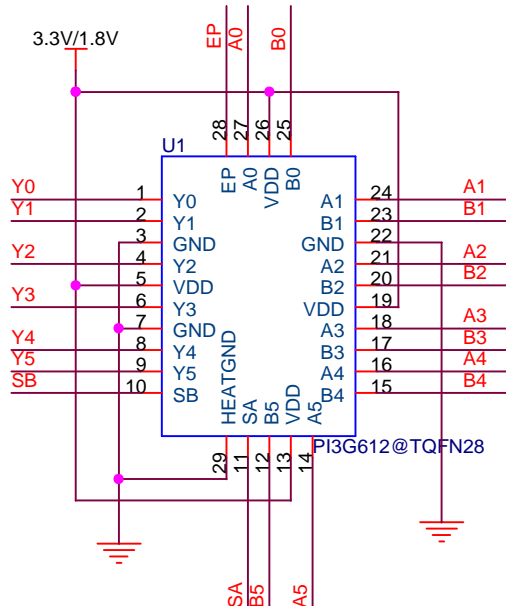 EP
A0
B0
3.3V/1.8V
28
27
26
25
U1
EP
A0
VDD
B0
Y0 1 Y0 A1 24 A1
Y1 2 Y1 B1 23 B1
3 GND GND 22
Y2 4 Y2 A2 21 A2
5 VDD B2 20 B2
Y3 6 Y3 VDD 19
7 GND A3 18 A3
Y4 8 Y4 B3 17 B3
Y5 9 Y5 A4 16 A4
SB 10 SB B4 15 B4
HEATGND
SA
B5
VDD
A5
PI3G612@TQFN28
29
11
12
13
14
SA
B5
A5